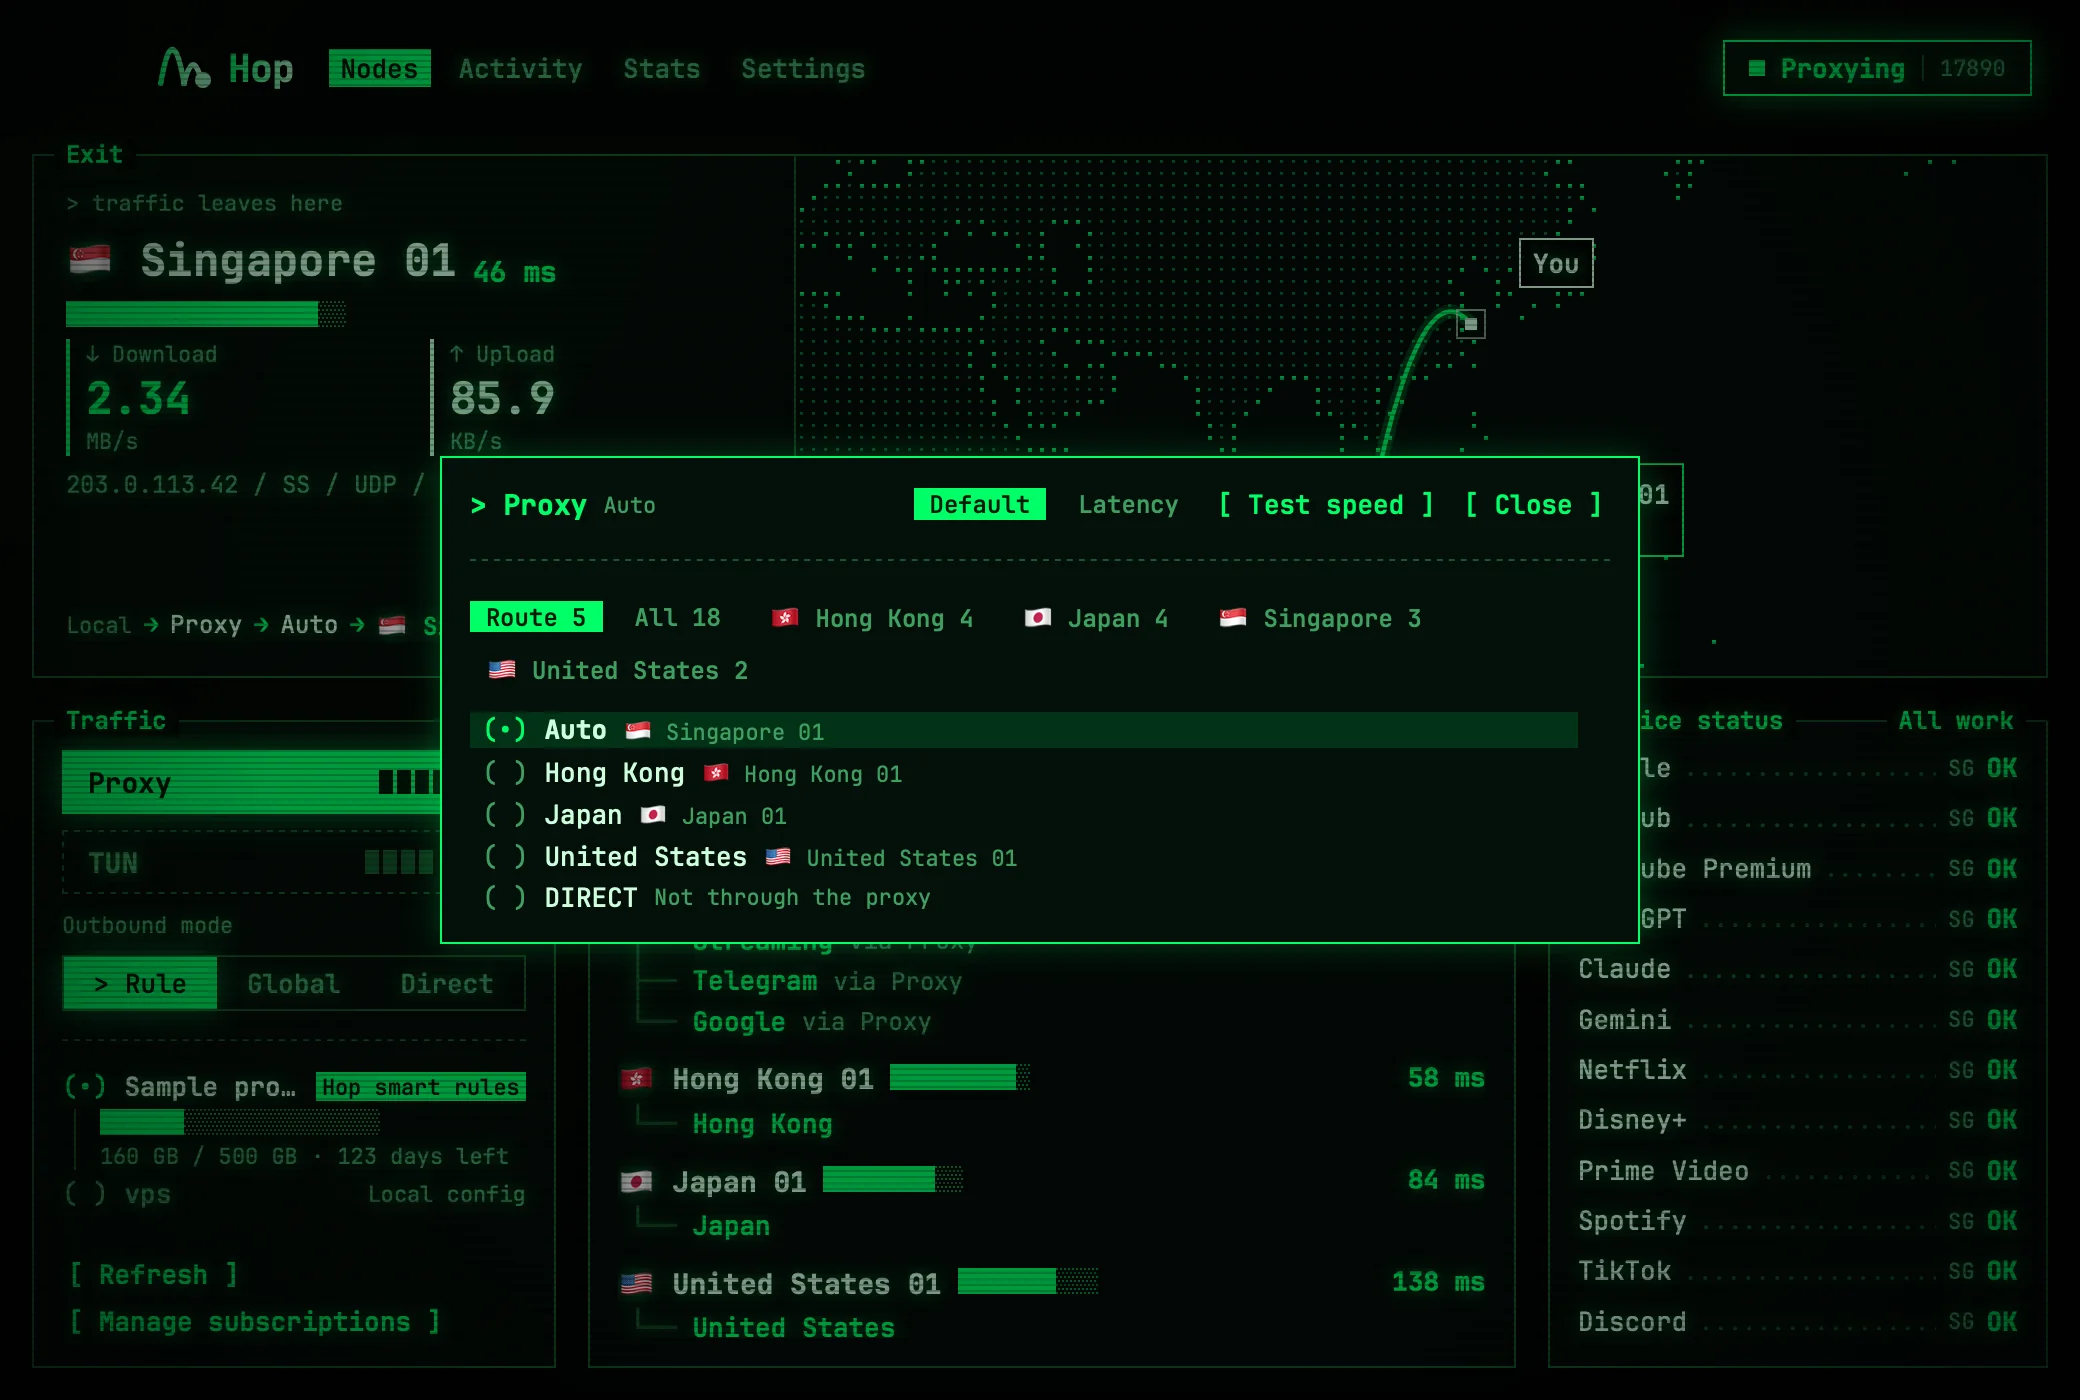 Hop Nodes Activity Stats Settings
Proxying 17890
Exit
> traffic leaves here
Singapore 01 46 ms
↓ Download ↑ Upload
2.34 85.9
MB/s KB/s
203.0.113.42 / SS / UDP /
Local → Proxy → Auto → S
You
01
> Proxy Auto Default Latency [ Test speed ] [ Close ]
Route 5 All 18 Hong Kong 4 Japan 4 Singapore 3
United States 2
(•) Auto Singapore 01
( ) Hong Kong Hong Kong 01
( ) Japan Japan 01
( ) United States United States 01
( ) DIRECT Not through the proxy
Traffic
Proxy
TUN
Outbound mode
> Rule Global Direct
(•) Sample pro… Hop smart rules
160 GB / 500 GB · 123 days left
( ) vps Local config
[ Refresh ]
[ Manage subscriptions ]
Streaming via Proxy
Telegram via Proxy
Google via Proxy
Hong Kong 01 58 ms
Hong Kong
Japan 01 84 ms
Japan
United States 01 138 ms
United States
ice status All work
le SG OK
ub SG OK
ube Premium SG OK
GPT SG OK
Claude SG OK
Gemini SG OK
Netflix SG OK
Disney+ SG OK
Prime Video SG OK
Spotify SG OK
TikTok SG OK
Discord SG OK